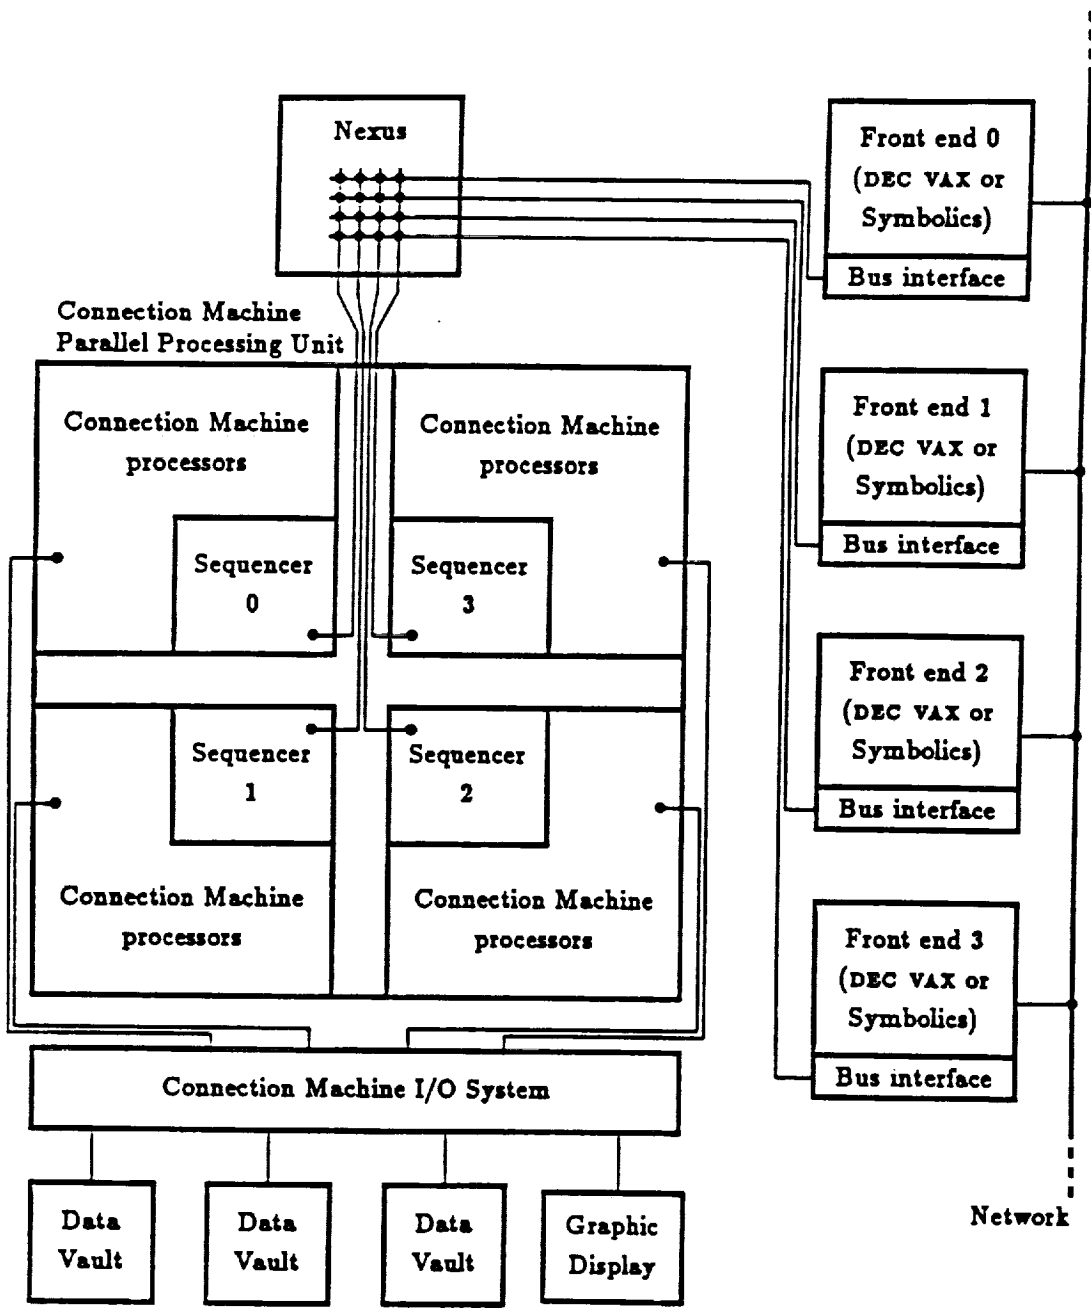 Nexus
Front end 0
(DEC VAX or
Symbolics)
Bus interface
Connection Machine
Parallel Processing Unit
Connection Machine
processors
Connection Machine
processors
Sequencer
0
Sequencer
3
Front end 1
(DEC VAX or
Symbolics)
Bus interface
Sequencer
1
Sequencer
2
Connection Machine
processors
Connection Machine
processors
Front end 2
(DEC VAX or
Symbolics)
Bus interface
Front end 3
(DEC VAX or
Symbolics)
Bus interface
Connection Machine I/O System
Data
Vault
Data
Vault
Data
Vault
Graphic
Display
Network